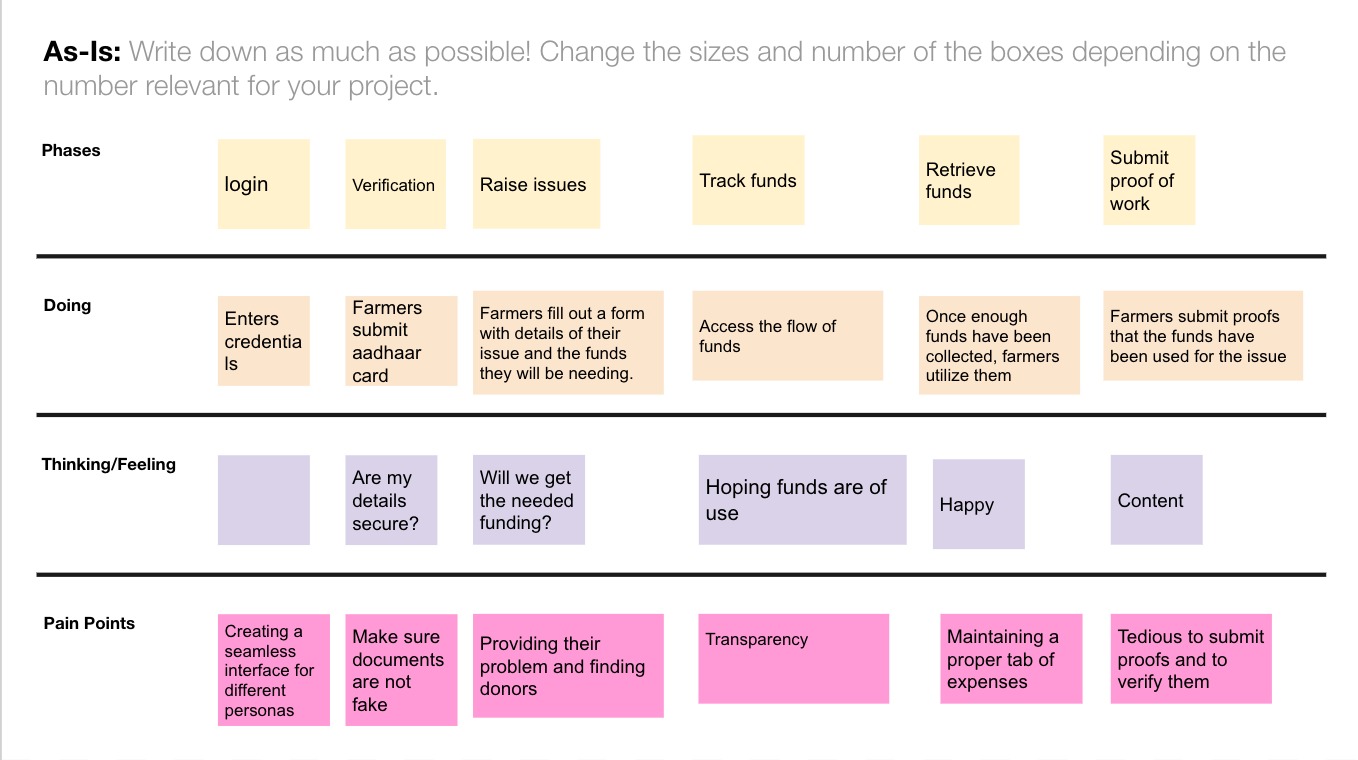 As-Is: Write down as much as possible! Change the sizes and number of the boxes depending on the
number relevant for your project.
Phases
login
Verification
Raise issues
Track funds
Retrieve
funds
Submit
proof of
work
Doing
Enters
credentia
ls
Farmers
submit
aadhaar
card
Farmers fill out a form
with details of their
issue and the funds
they will be needing.
Access the flow of
funds
Once enough
funds have been
collected, farmers
utilize them
Farmers submit proofs
that the funds have
been used for the issue
Thinking/Feeling
Are my
details
secure?
Will we get
the needed
funding?
Hoping funds are of
use
Happy
Content
Pain Points
Creating a
seamless
interface for
different
personas
Make sure
documents
are not
fake
Providing their
problem and finding
donors
Transparency
Maintaining a
proper tab of
expenses
Tedious to submit
proofs and to
verify them